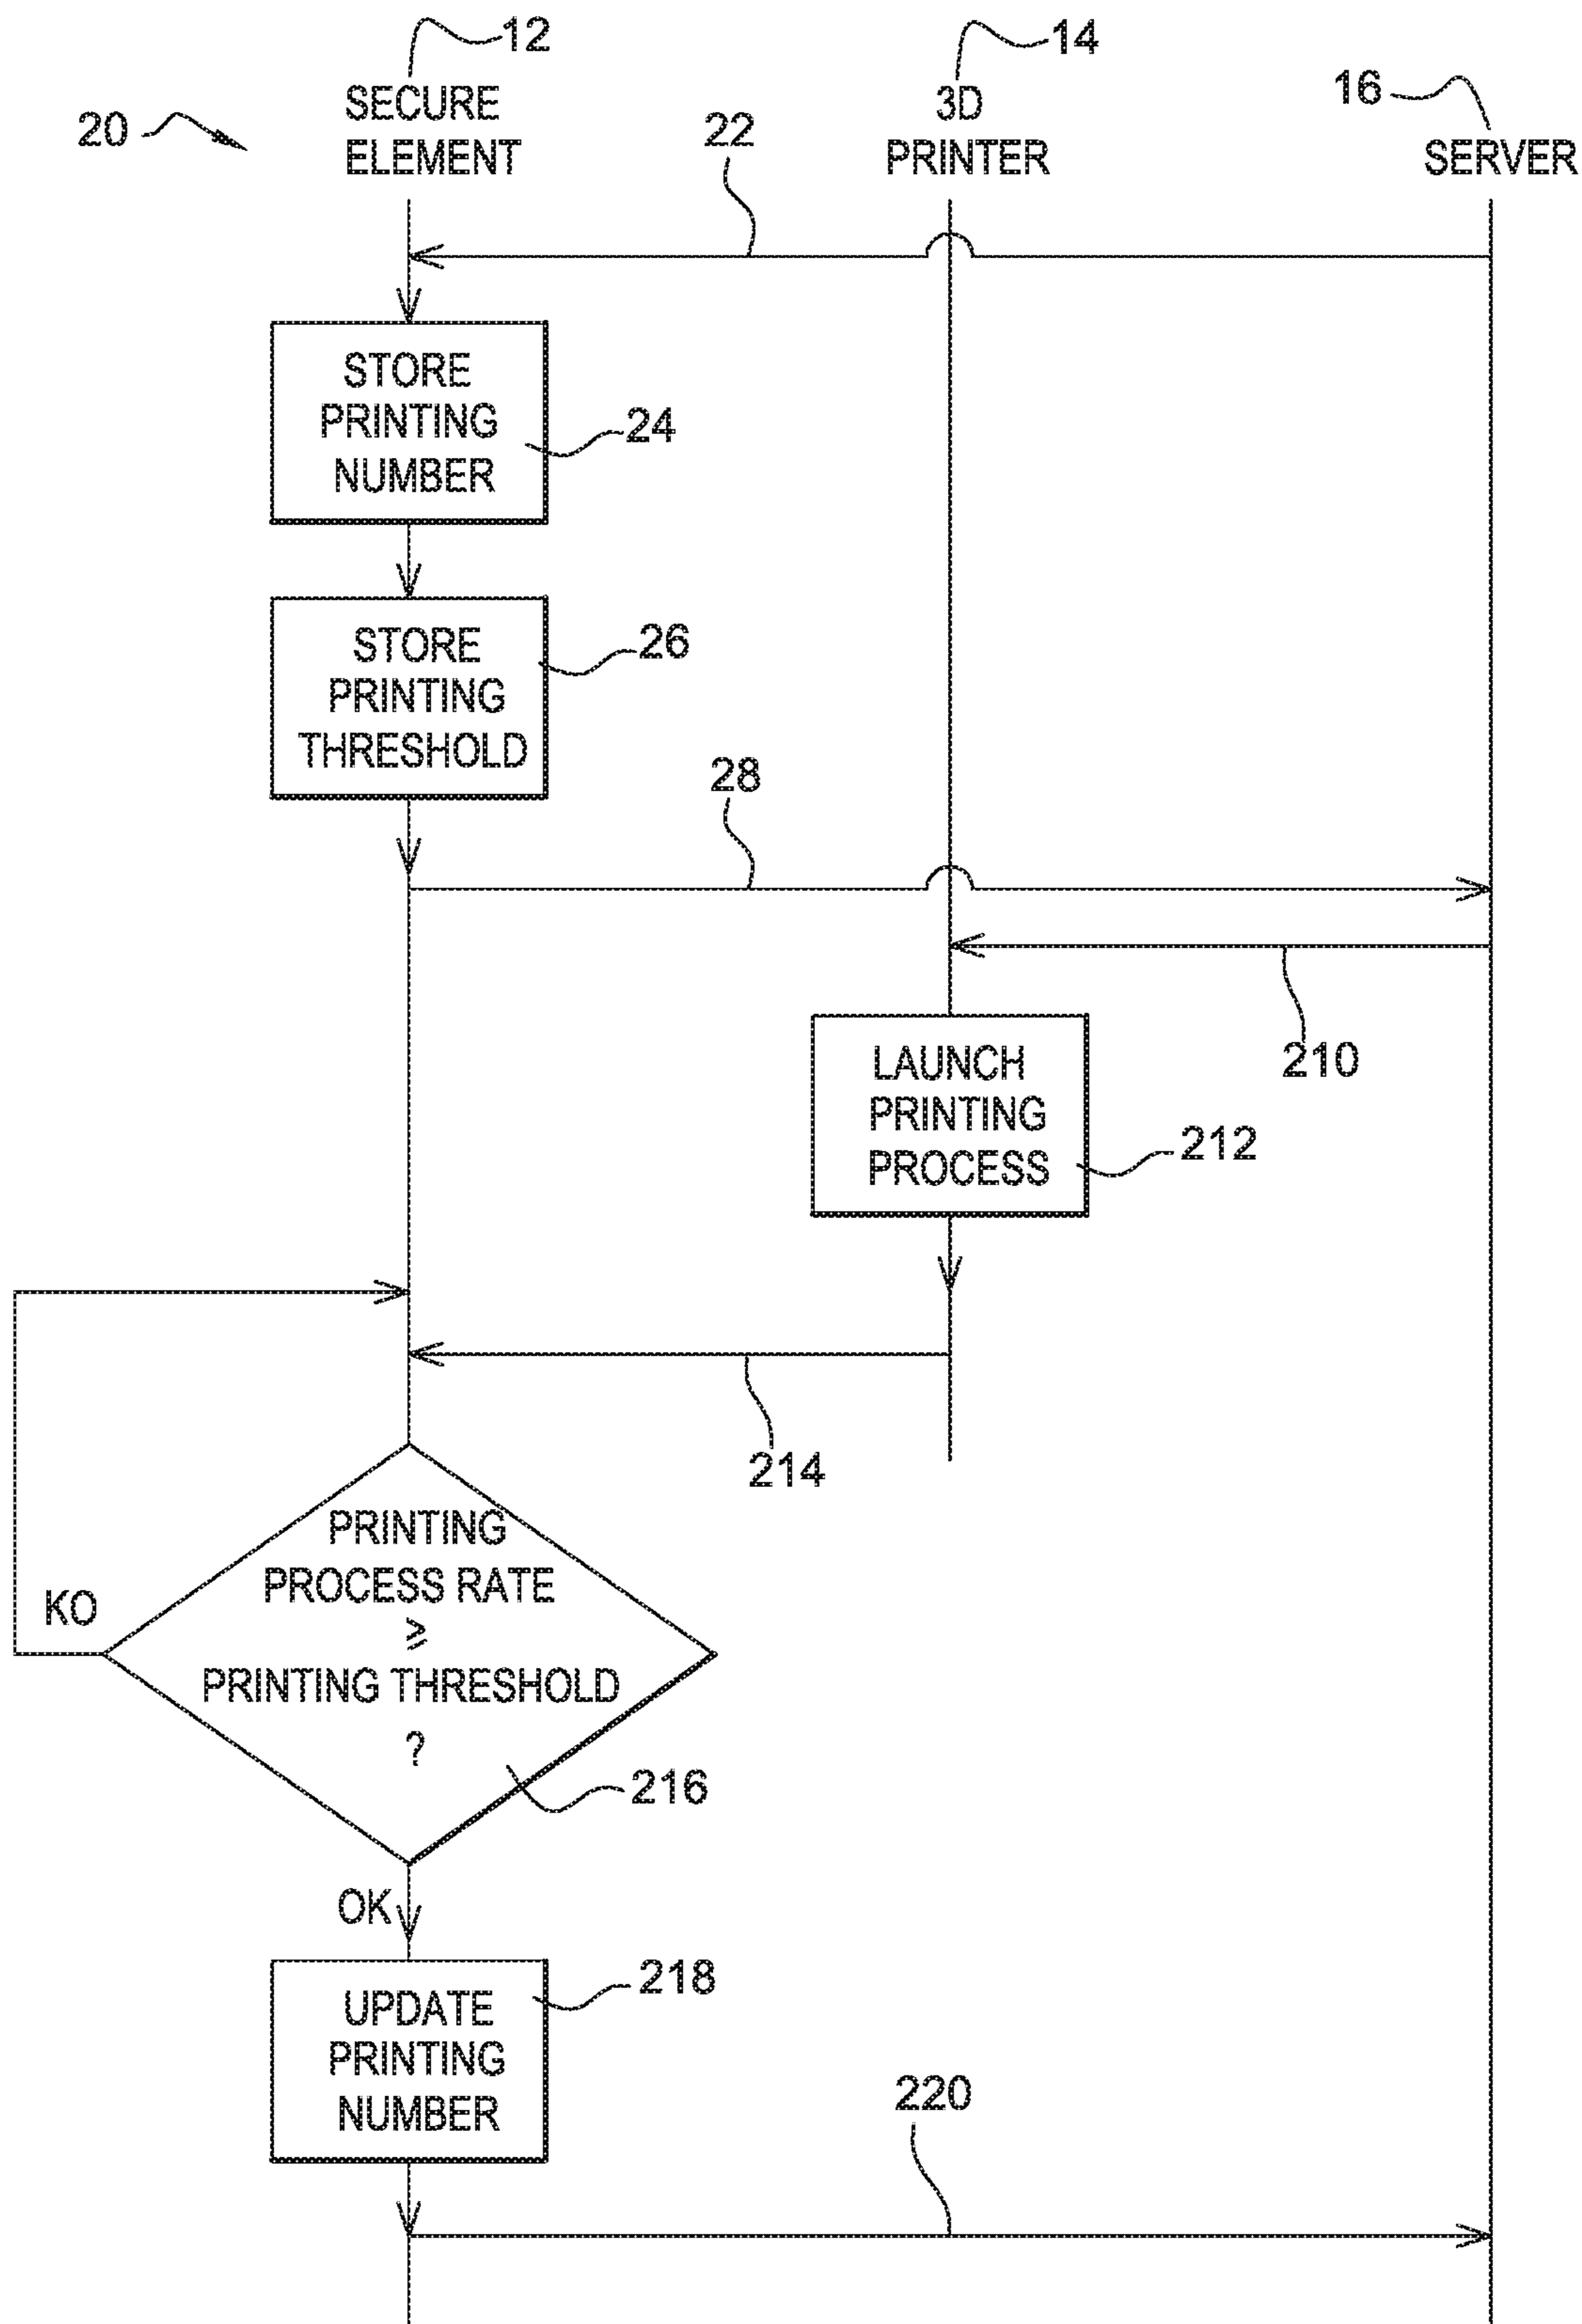 12
14
16
20
SECURE
ELEMENT
22
3D
PRINTER
SERVER
STORE
PRINTING
NUMBER
24
STORE
PRINTING
THRESHOLD
26
28
210
LAUNCH
PRINTING
PROCESS
212
214
PRINTING
PROCESS RATE
≥
PRINTING THRESHOLD
?
KO
216
OK
UPDATE
PRINTING
NUMBER
218
220